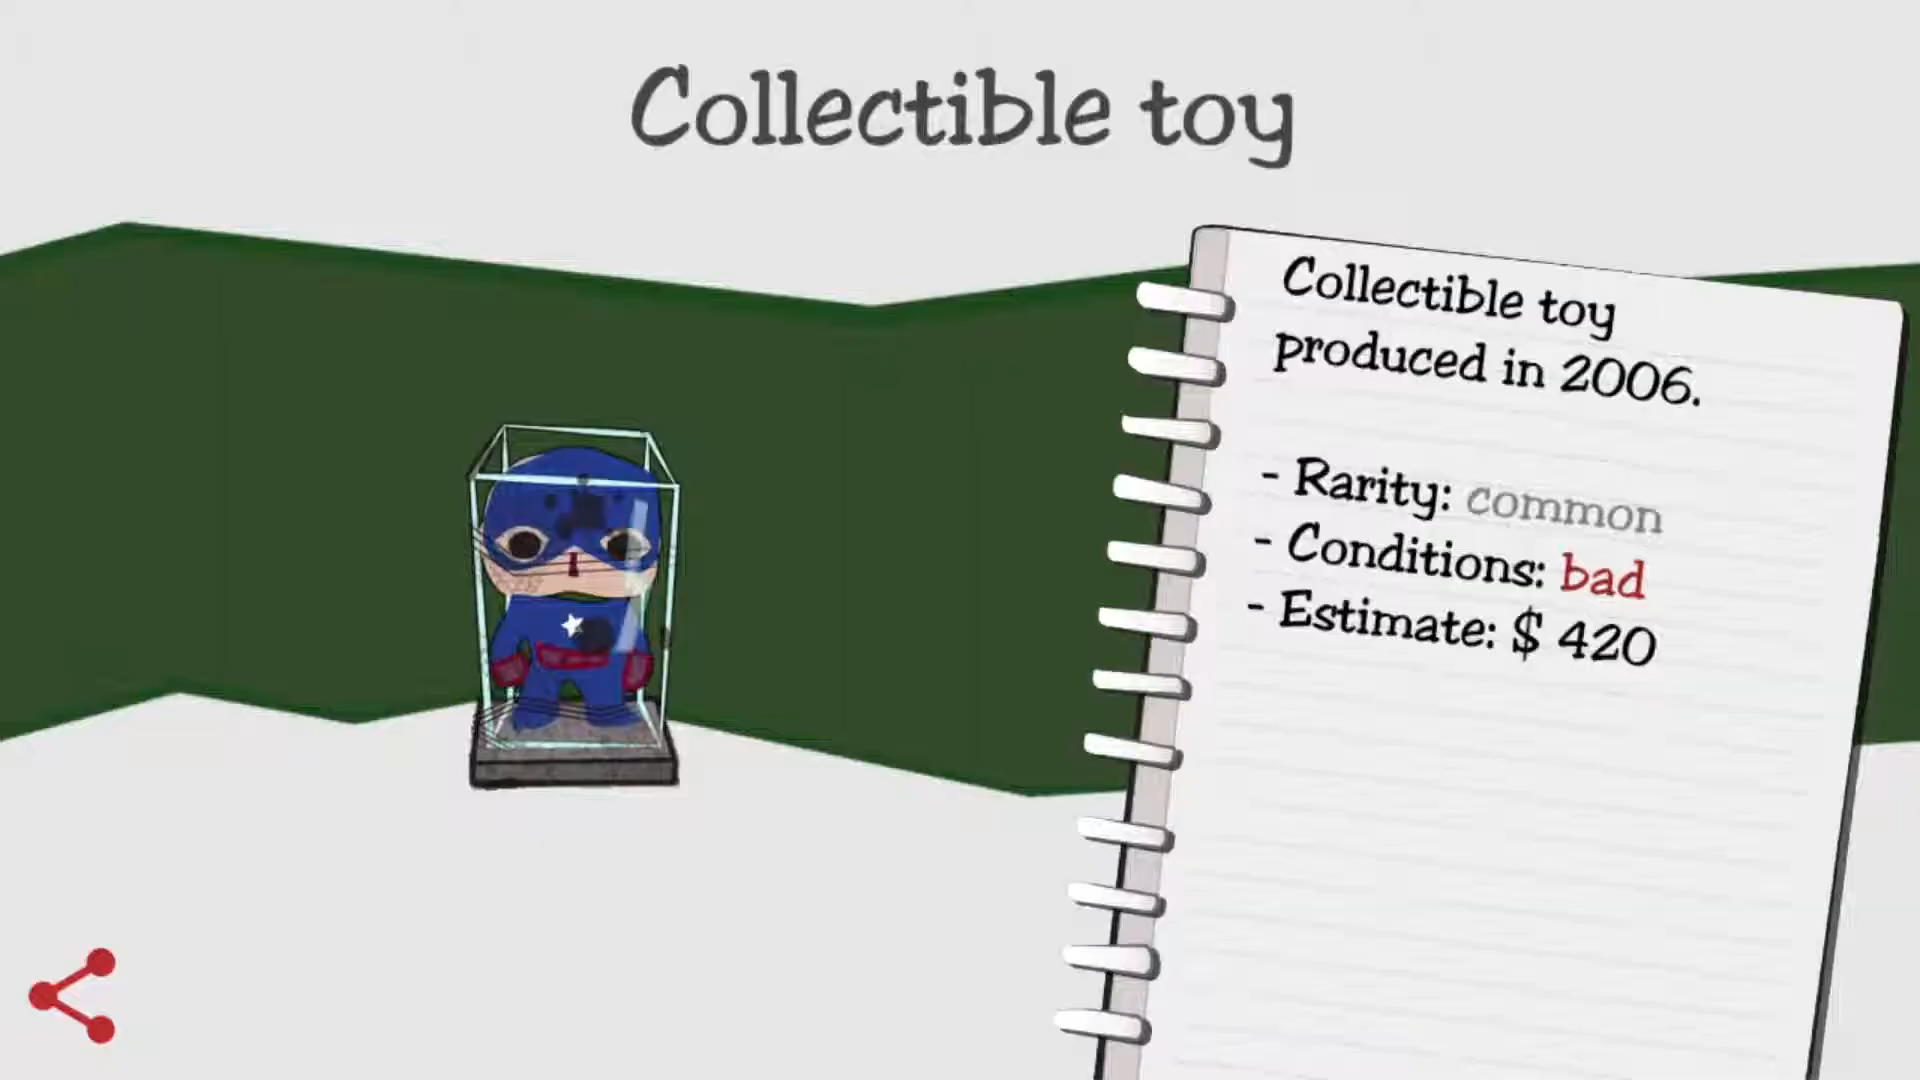 Collectible toy
Collectible toy
produced in 2006.
- Rarity: common
- Conditions: bad
- Estimate: $ 420